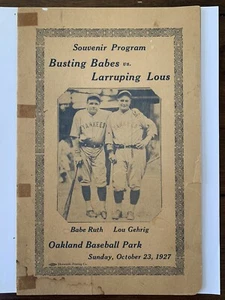 Souvenir Program
Busting Babes vs.
Larruping Lous
Babe Ruth Lou Gehrig
Oakland Baseball Park
Sunday, October 23, 1927